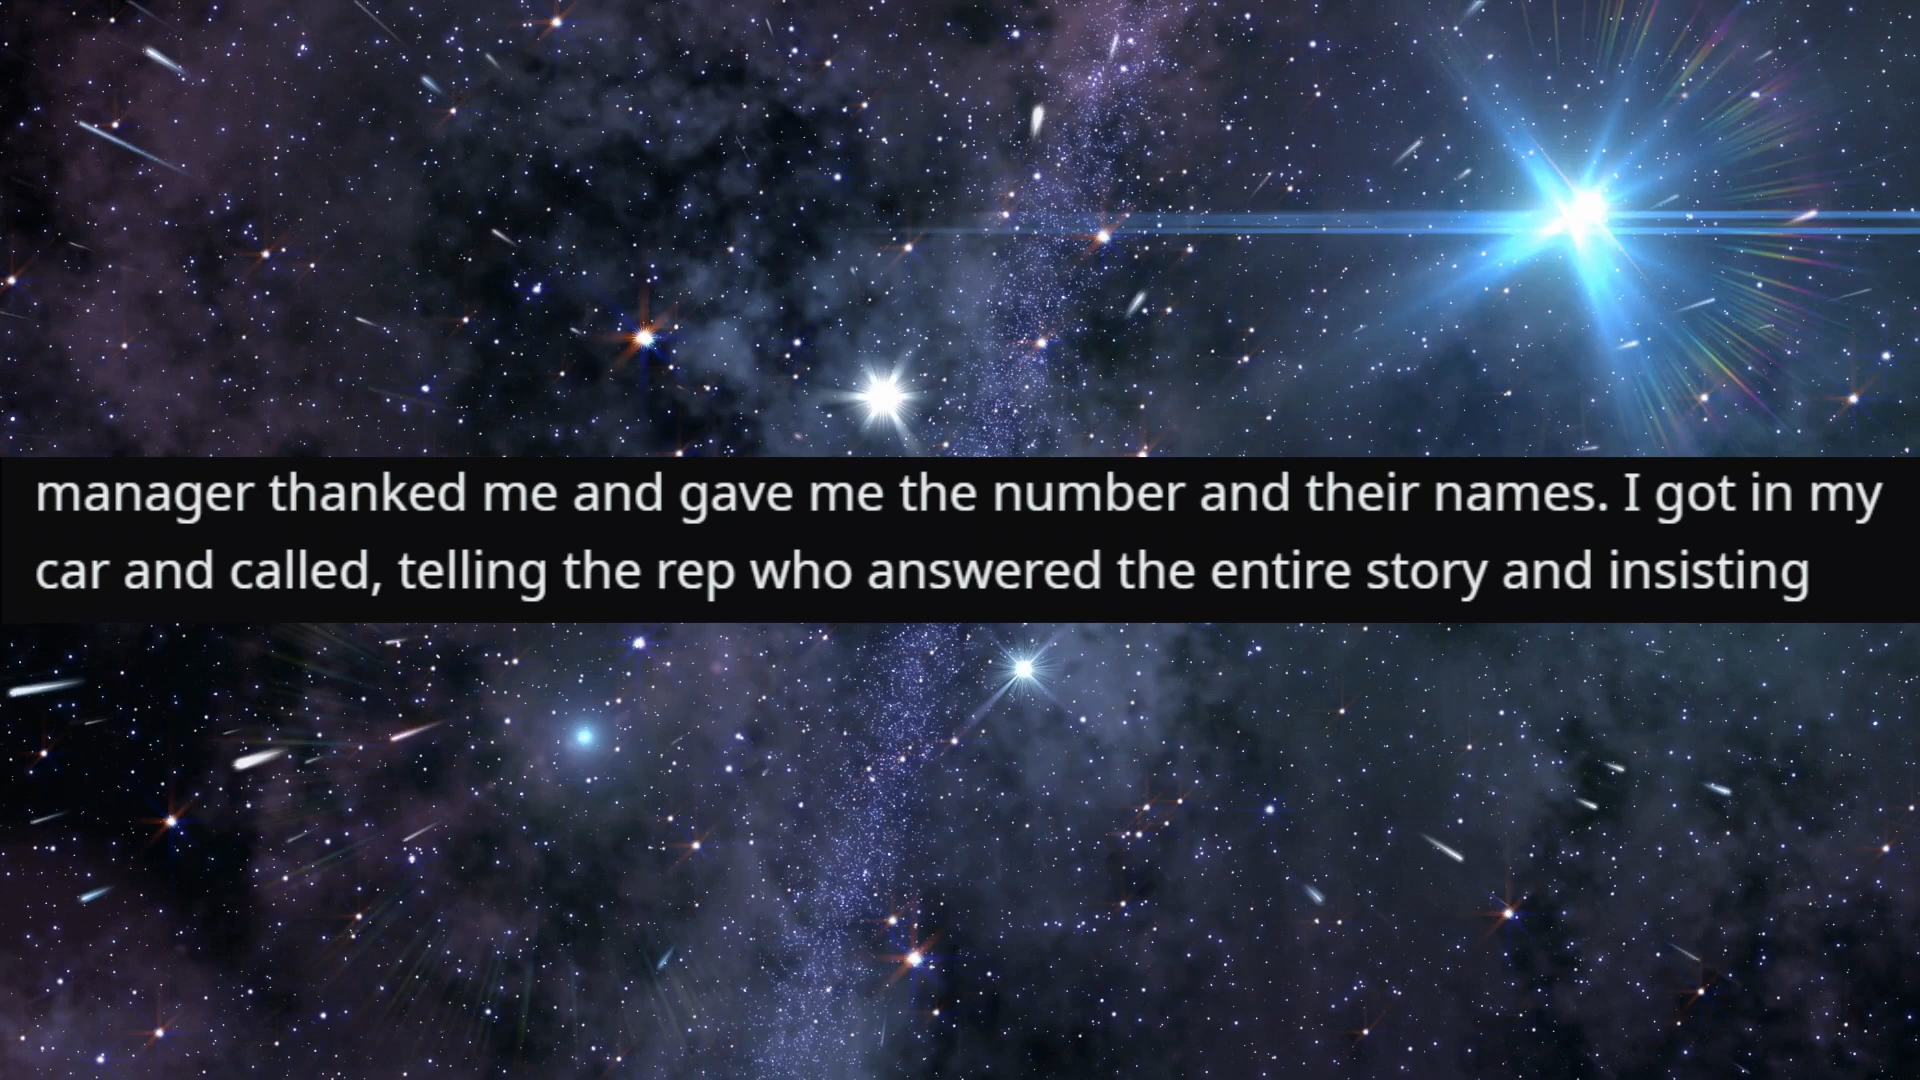 manager thanked me and gave me the number and their names. I got in my
car and called, telling the rep who answered the entire story and insisting